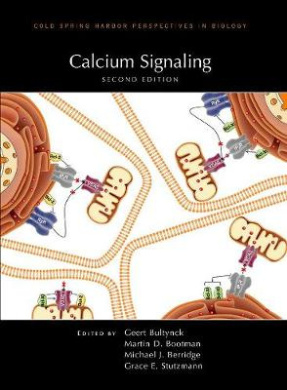 COLD SPRING HARBOR PERSPECTIVES IN BIOLOGY
Calcium Signaling
SECOND EDITION
EDITED BY Geert Bultynck
Martin D. Bootman
Michael J. Berridge
Grace E. Stutzmann